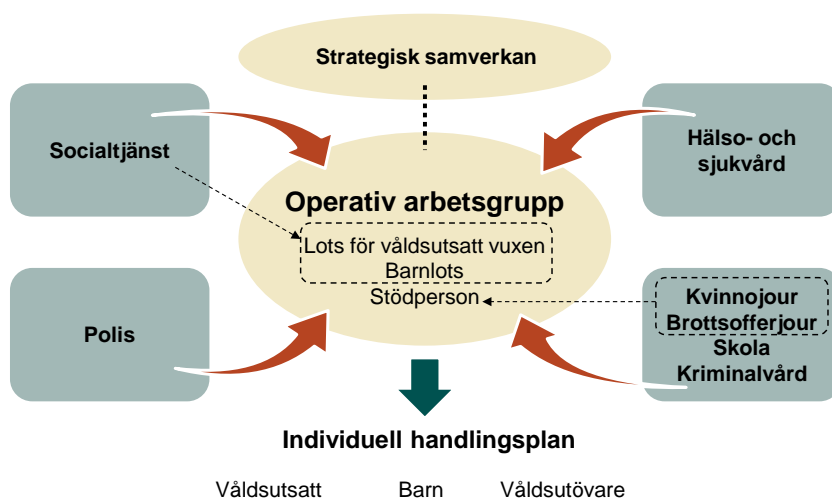 Strategisk samverkan
Socialtjänst
Hälso- och
sjukvård
Operativ arbetsgrupp
Lots för våldsutsatt vuxen
Barnlots
Stödperson
Polis
Kvinnojour
Brottsofferjour
Skola
Kriminalvård
Individuell handlingsplan
Våldsutsatt Barn Våldsutövare